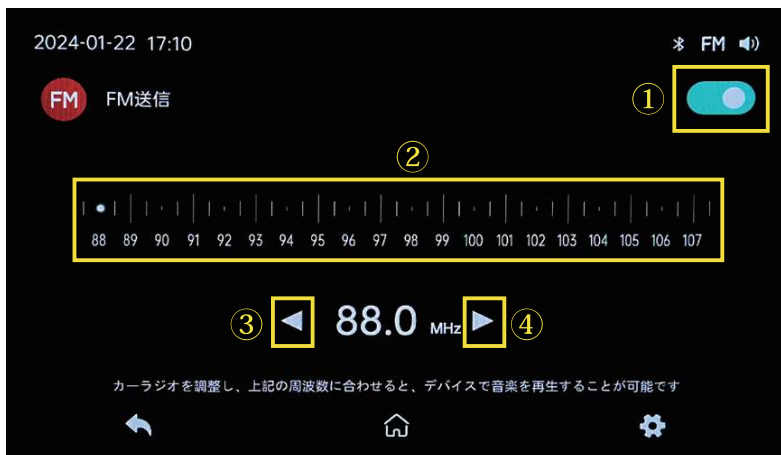 2024-01-22 17:10
FM
FM FM送信 ①
②
88 89 90 91 92 93 94 95 96 97 98 99 100 101 102 103 104 105 106 107
③ ◀ 88.0 MHz ▶ ④
カーラジオを調整し、上記の周波数に合わせると、デバイスで音楽を再生することが可能です